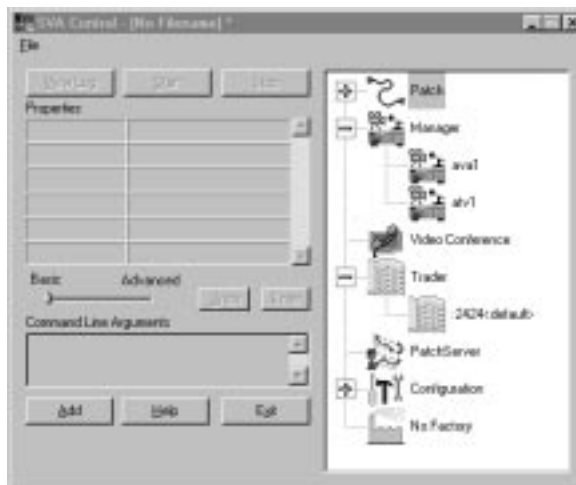 SVA Control - [No Filename] *
File
Start
Properties
Basic Advanced
Command Line Arguments
Add Help Exit
Patch
Manager
ava1
atv1
Video Conference
Trader
:2424:<default>
PatchServer
Configuration
No Factory